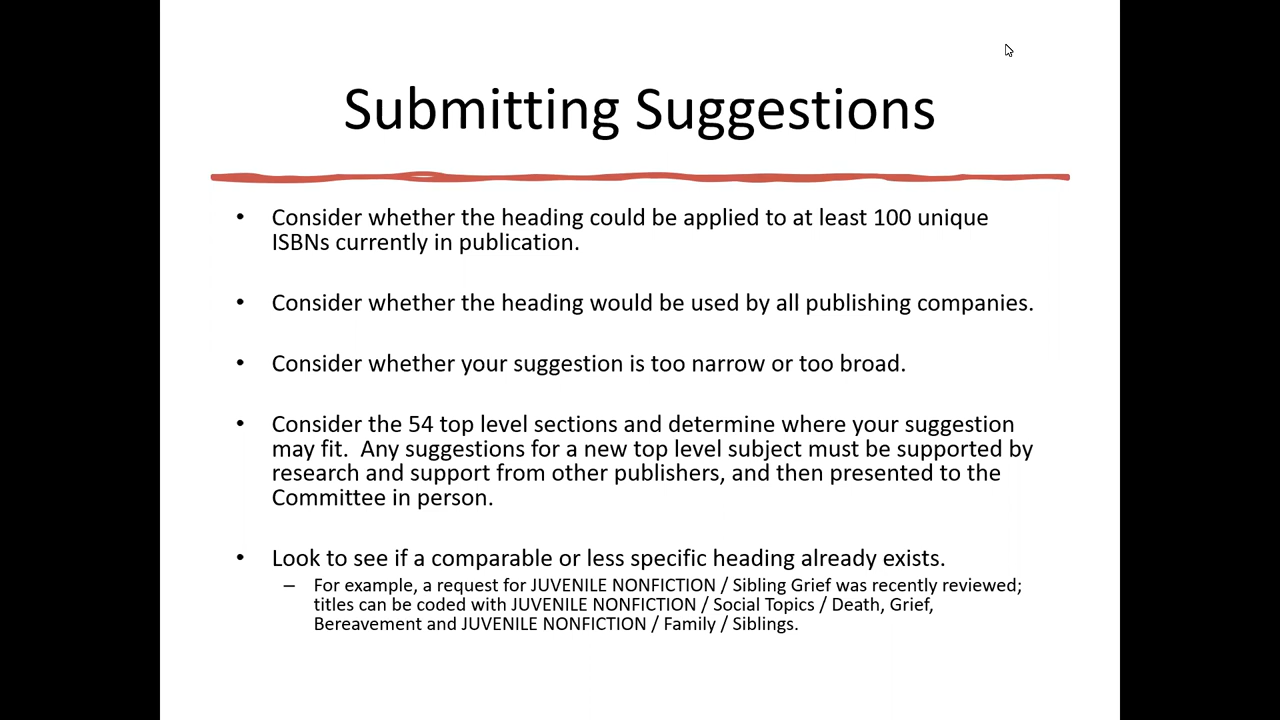 Submitting Suggestions
• Consider whether the heading could be applied to at least 100 unique
ISBNs currently in publication.
• Consider whether the heading would be used by all publishing companies.
• Consider whether your suggestion is too narrow or too broad.
• Consider the 54 top level sections and determine where your suggestion
may fit.  Any suggestions for a new top level subject must be supported by
research and support from other publishers, and then presented to the
Committee in person.
• Look to see if a comparable or less specific heading already exists.
– For example, a request for JUVENILE NONFICTION / Sibling Grief was recently reviewed;
titles can be coded with JUVENILE NONFICTION / Social Topics / Death, Grief,
Bereavement and JUVENILE NONFICTION / Family / Siblings.